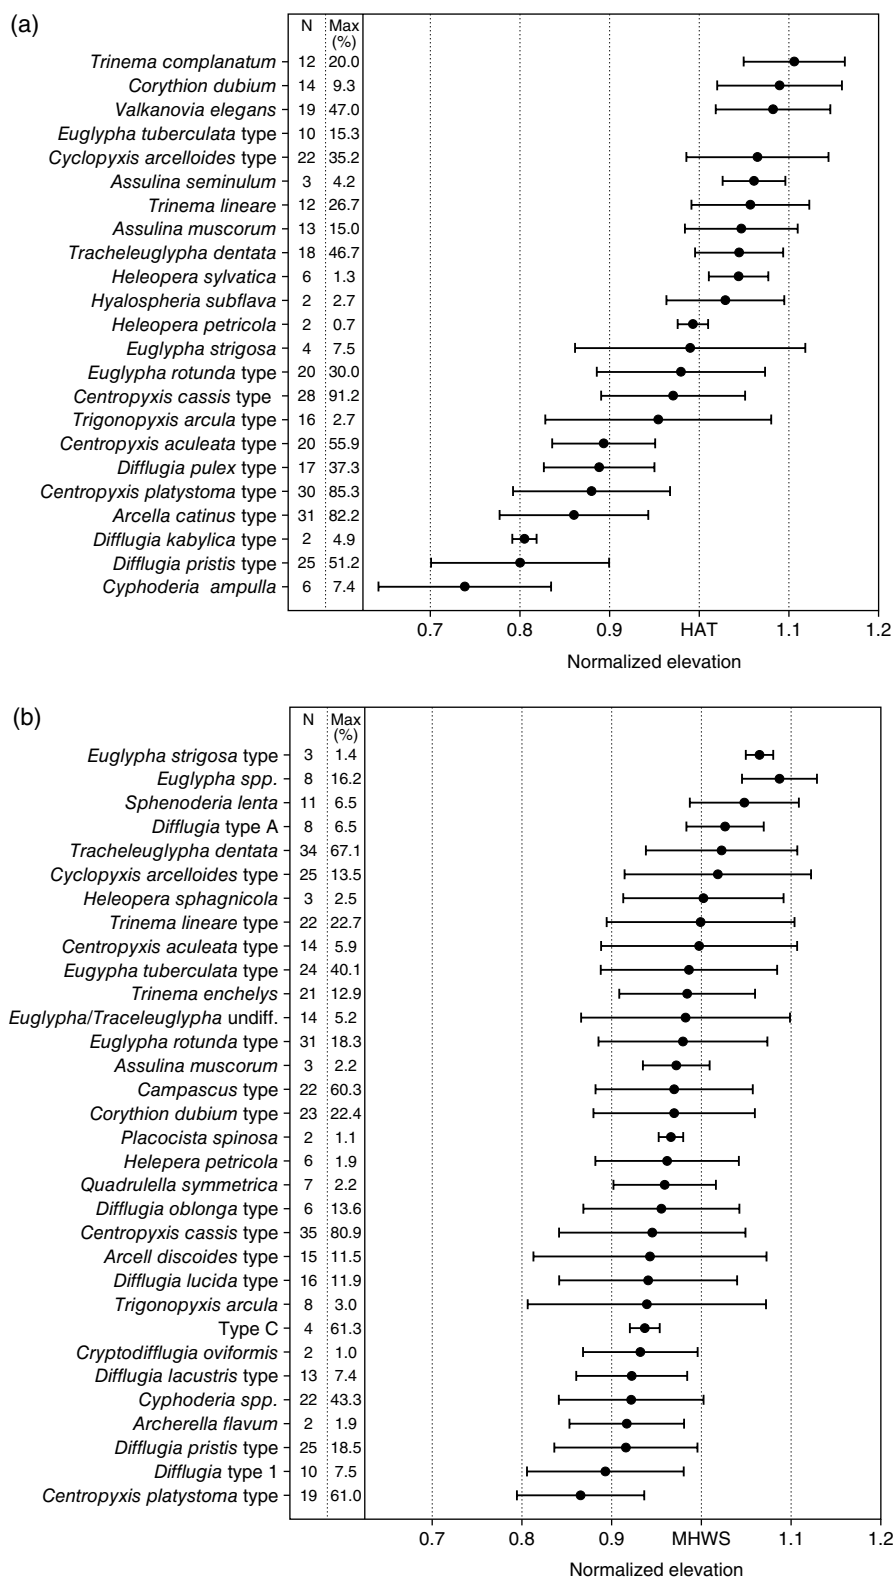 (a)
N Max
(%)
Trinema complanatum 12 20.0
Corythion dubium 14 9.3
Valkanovia elegans 19 47.0
Euglypha tuberculata type 10 15.3
Cyclopyxis arcelloides type 22 35.2
Assulina seminulum 3 4.2
Trinema lineare 12 26.7
Assulina muscorum 13 15.0
Tracheleuglypha dentata 18 46.7
Heleopera sylvatica 6 1.3
Hyalospheria subflava 2 2.7
Heleopera petricola 2 0.7
Euglypha strigosa 4 7.5
Euglypha rotunda type 20 30.0
Centropyxis cassis type 28 91.2
Trigonopyxis arcula type 16 2.7
Centropyxis aculeata type 20 55.9
Difflugia pulex type 17 37.3
Centropyxis platystoma type 30 85.3
Arcella catinus type 31 82.2
Difflugia kabylica type 2 4.9
Difflugia pristis type 25 51.2
Cyphoderia ampulla 6 7.4
0.7 0.8 0.9 HAT 1.1 1.2
Normalized elevation
(b)
N Max
(%)
Euglypha strigosa type 3 1.4
Euglypha spp. 8 16.2
Sphenoderia lenta 11 6.5
Difflugia type A 8 6.5
Tracheleuglypha dentata 34 67.1
Cyclopyxis arcelloides type 25 13.5
Heleopera sphagnicola 3 2.5
Trinema lineare type 22 22.7
Centropyxis aculeata type 14 5.9
Eugypha tuberculata type 24 40.1
Trinema enchelys 21 12.9
Euglypha/Traceleuglypha undiff. 14 5.2
Euglypha rotunda type 31 18.3
Assulina muscorum 3 2.2
Campascus type 22 60.3
Corythion dubium type 23 22.4
Placocista spinosa 2 1.1
Helepera petricola 6 1.9
Quadrulella symmetrica 7 2.2
Difflugia oblonga type 6 13.6
Centropyxis cassis type 35 80.9
Arcell discoides type 15 11.5
Difflugia lucida type 16 11.9
Trigonopyxis arcula 8 3.0
Type C 4 61.3
Cryptodifflugia oviformis 2 1.0
Difflugia lacustris type 13 7.4
Cyphoderia spp. 22 43.3
Archerella flavum 2 1.9
Difflugia pristis type 25 18.5
Difflugia type 1 10 7.5
Centropyxis platystoma type 19 61.0
0.7 0.8 0.9 MHWS 1.1 1.2
Normalized elevation